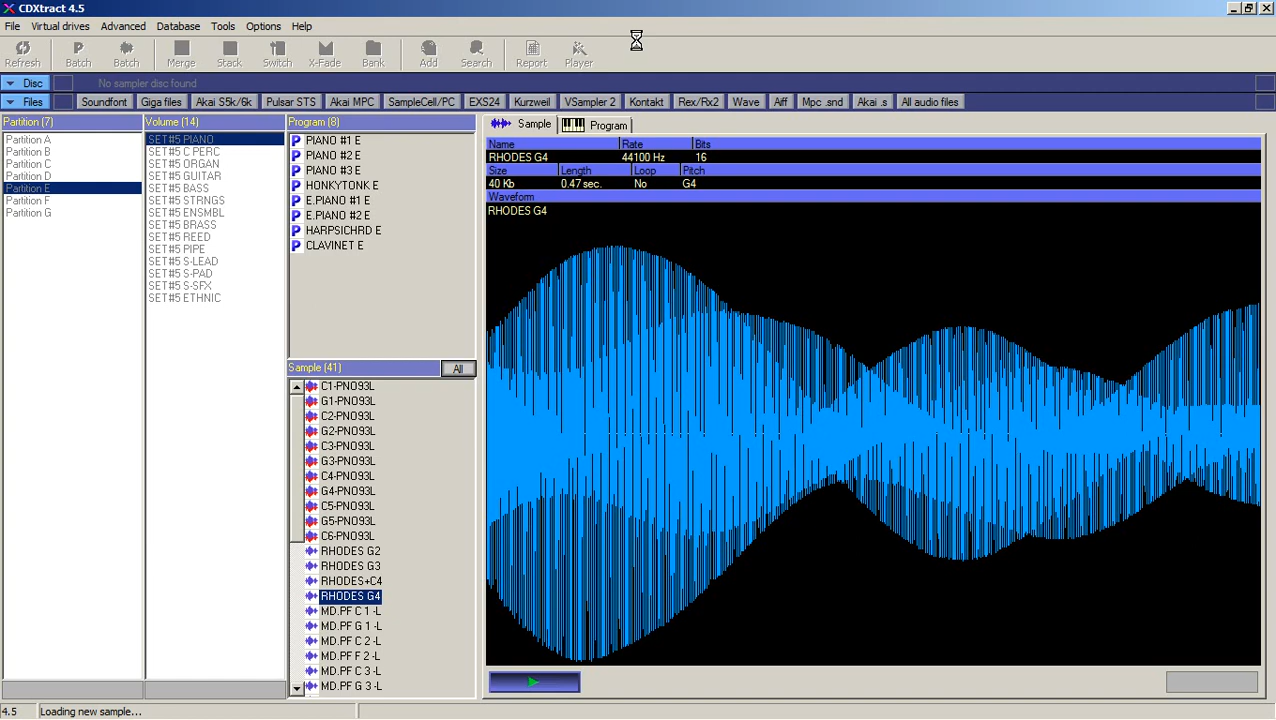 CDXtract 4.5
File Virtual drives Advanced Database Tools Options Help
Refresh Batch Batch Merge Stack Switch X-Fade Bank Add Search Report Player
Disc No sampler disc found
Files Soundfont Giga files Akai S5k/6k Pulsar STS Akai MPC SampleCell/PC EXS24 Kurzweil VSampler 2 Kontakt Rex/Rx2 Wave Aiff Mpc .snd Akai .s All audio files
Partition (7)
Partition A
Partition B
Partition C
Partition D
Partition E
Partition F
Partition G
Volume (14)
SET#5 PIANO
SET#5 C PERC
SET#5 ORGAN
SET#5 GUITAR
SET#5 BASS
SET#5 STRNGS
SET#5 ENSMBL
SET#5 BRASS
SET#5 REED
SET#5 PIPE
SET#5 S-LEAD
SET#5 S-PAD
SET#5 S-SFX
SET#5 ETHNIC
Program (8)
PIANO #1 E
PIANO #2 E
PIANO #3 E
HONKYTONK E
E.PIANO #1 E
E.PIANO #2 E
HARPSICHRD E
CLAVINET E
Sample (41) All
C1-PNO93L
G1-PNO93L
C2-PNO93L
G2-PNO93L
C3-PNO93L
G3-PNO93L
C4-PNO93L
G4-PNO93L
C5-PNO93L
G5-PNO93L
C6-PNO93L
RHODES G2
RHODES G3
RHODES+C4
RHODES G4
MD.PF C 1 -L
MD.PF G 1 -L
MD.PF C 2 -L
MD.PF F 2 -L
MD.PF C 3 -L
MD.PF G 3 -L
Sample Program
Name Rate Bits
RHODES G4 44100 Hz 16
Size Length Loop Pitch
40 Kb 0.47 sec. No G4
Waveform
RHODES G4
4.5 Loading new sample...